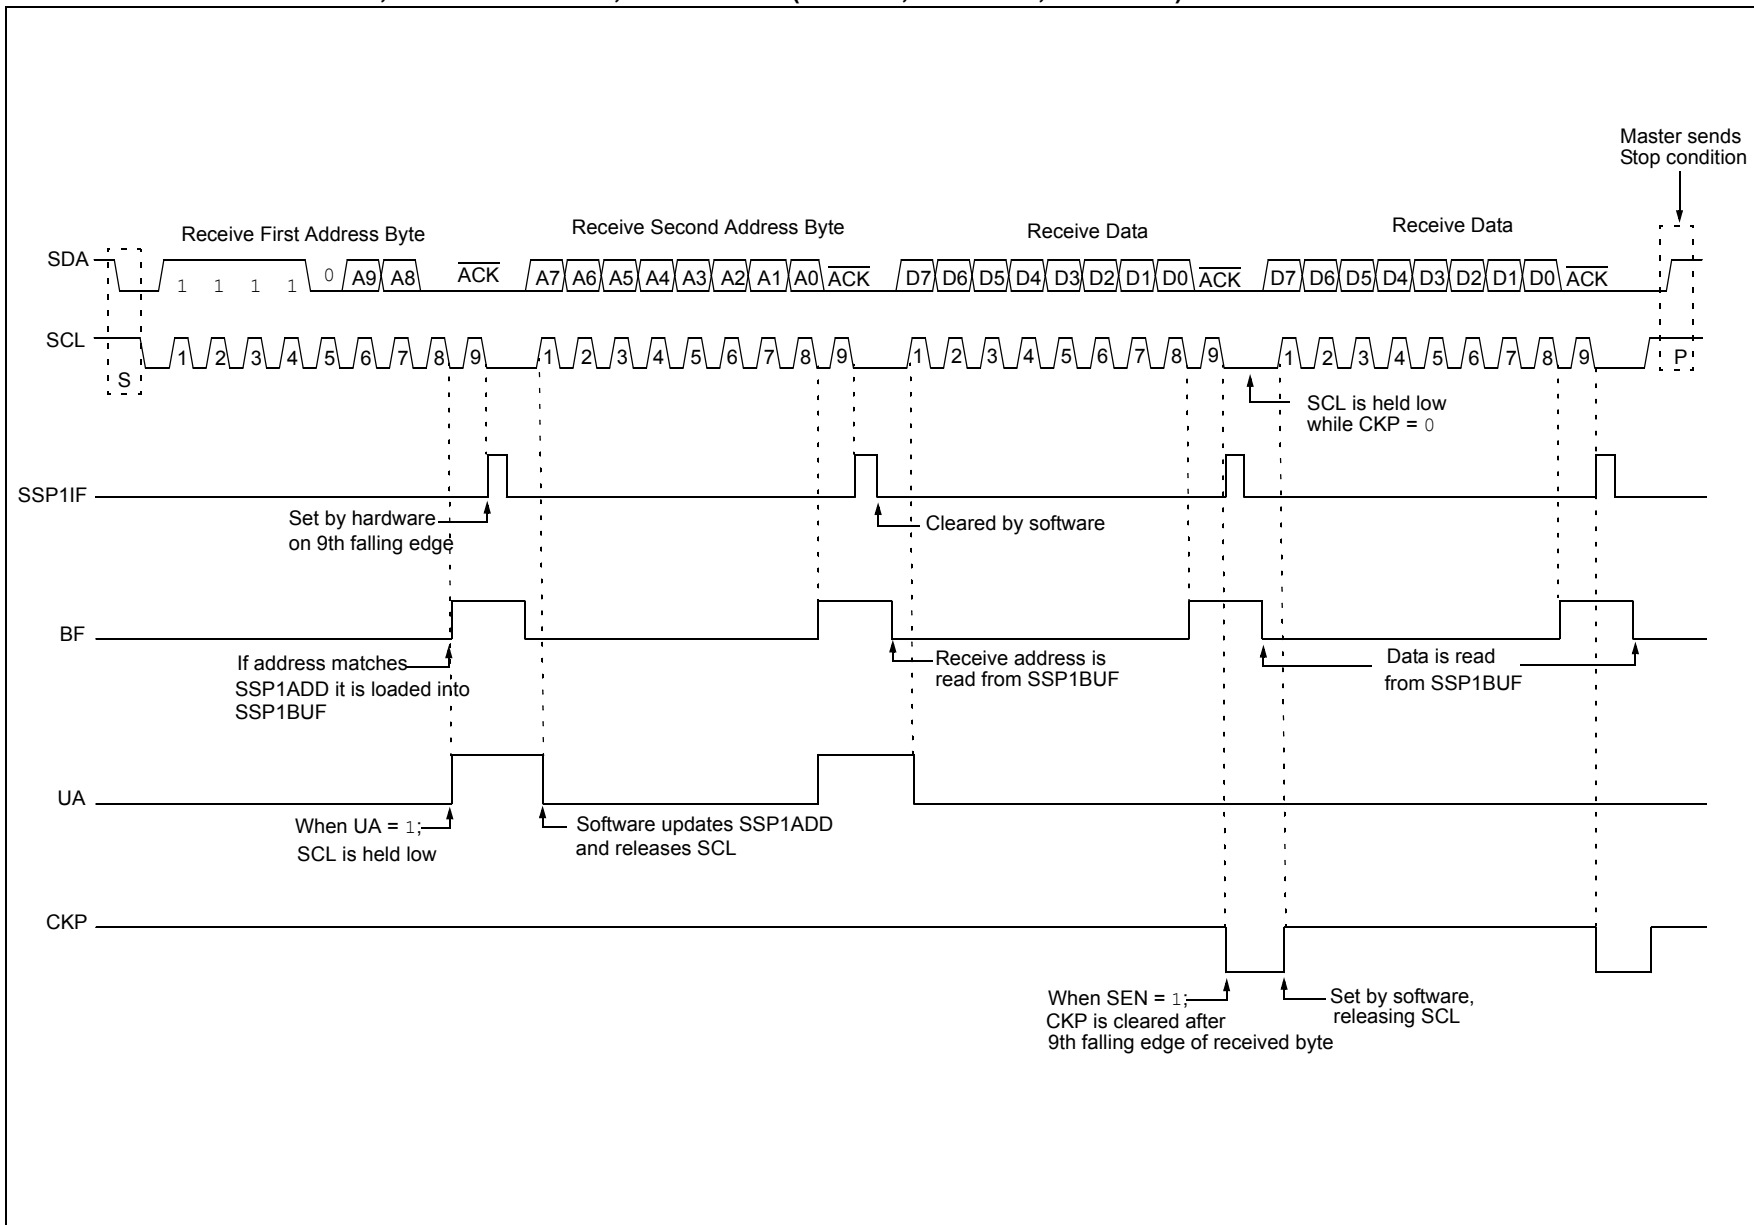 Master sends
Stop condition
Receive First Address Byte
Receive Second Address Byte
Receive Data
Receive Data
SDA
1 1 1 1 0 A9 A8 ACK A7 A6 A5 A4 A3 A2 A1 A0 ACK D7 D6 D5 D4 D3 D2 D1 D0 ACK D7 D6 D5 D4 D3 D2 D1 D0 ACK
SCL
S 1 2 3 4 5 6 7 8 9 1 2 3 4 5 6 7 8 9 1 2 3 4 5 6 7 8 9 1 2 3 4 5 6 7 8 9 P
SCL is held low
while CKP = 0
SSP1IF
Set by hardware
on 9th falling edge
Cleared by software
BF
If address matches
SSP1ADD it is loaded into
SSP1BUF
Receive address is
read from SSP1BUF
Data is read
from SSP1BUF
UA
When UA = 1;
SCL is held low
Software updates SSP1ADD
and releases SCL
CKP
When SEN = 1;
CKP is cleared after
9th falling edge of received byte
Set by software,
releasing SCL